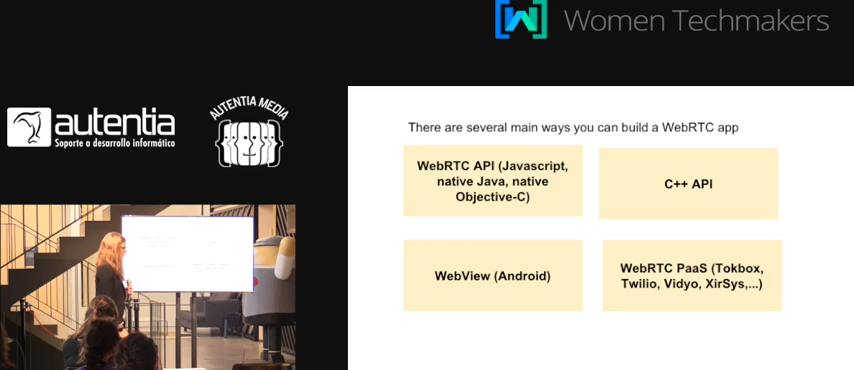 Women Techmakers
autentia
Soporte a desarrollo informático
AUTENTIA MEDIA
There are several main ways you can build a WebRTC app
WebRTC API (Javascript,
native Java, native
Objective-C)
C++ API
WebView (Android)
WebRTC PaaS (Tokbox,
Twilio, Vidyo, XirSys,...)